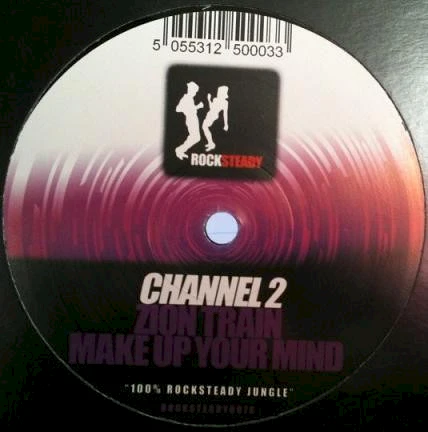 5 055312 500033
ROCKSTEADY
CHANNEL 2
ZION TRAIN
MAKE UP YOUR MIND
"100% ROCKSTEADY JUNGLE"